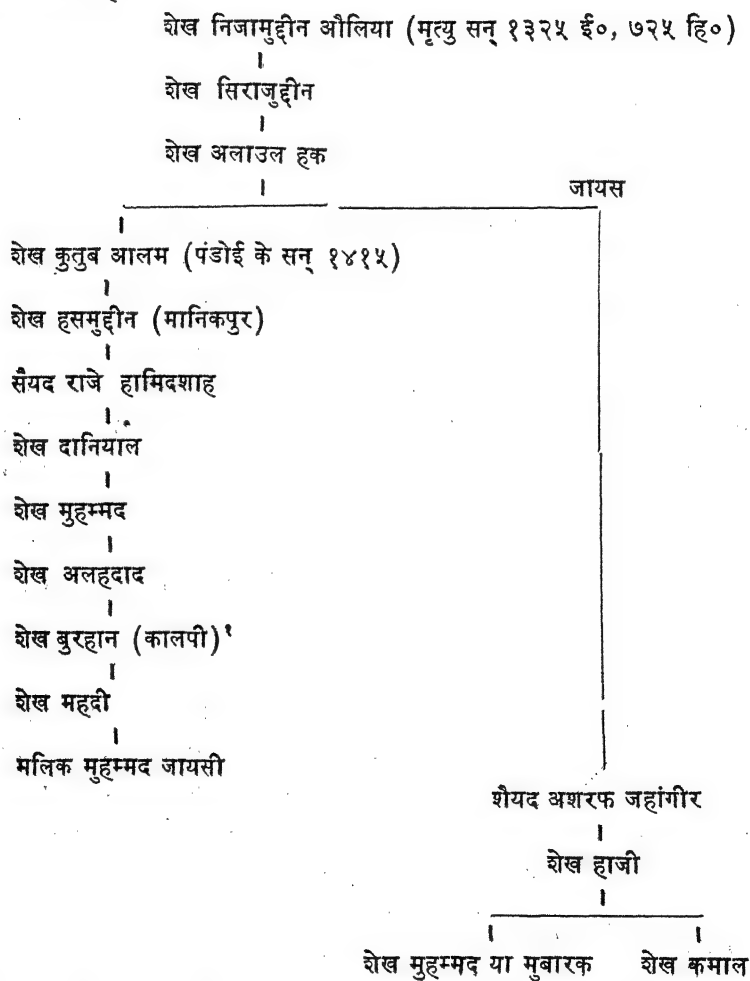 शेख निजामुद्दीन औलिया (मृत्यु सन् १३२५ ई०, ७२५ हि०)
शेख सिराजुद्दीन
शेख अलाउल हक
जायस
शेख कुतुब आलम (पंडोई के सन् १४१५)
शेख हसमुद्दीन (मानिकपुर)
सैयद राजे हामिदशाह
शेख दानियाल
शेख मुहम्मद
शेख अलहदाद
शेख बुरहान (कालपी)१
शेख महदी
मलिक मुहम्मद जायसी
शैयद अशरफ जहांगीर
शेख हाजी
शेख मुहम्मद या मुबारक शेख कमाल